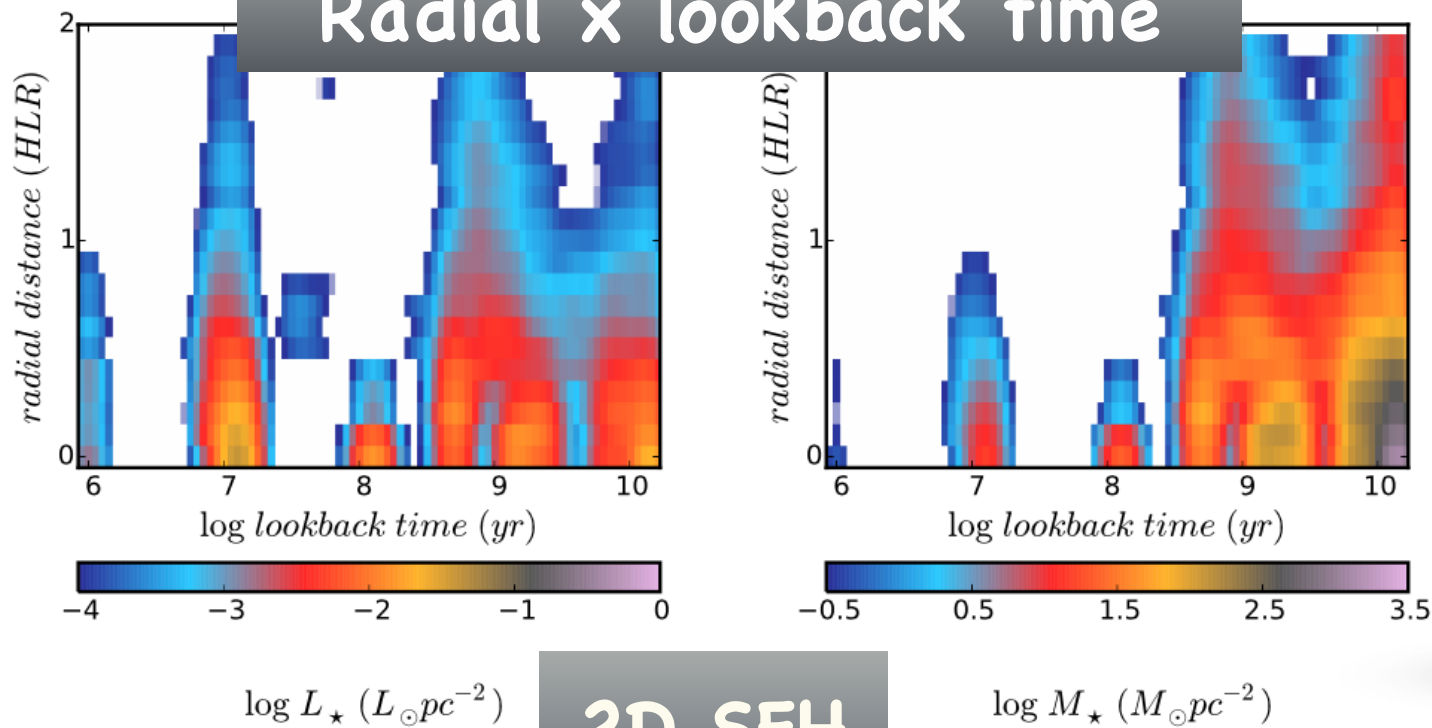 Radial x lookback time
2
1
0
radial distance (HLR)
6 7 8 9 10
log lookback time (yr)
−4 −3 −2 −1 0
log L⋆ (L⊙pc−2)
1
0
radial distance (HLR)
6 7 8 9 10
log lookback time (yr)
−0.5 0.5 1.5 2.5 3.5
log M⋆ (M⊙pc−2)
2D SFH